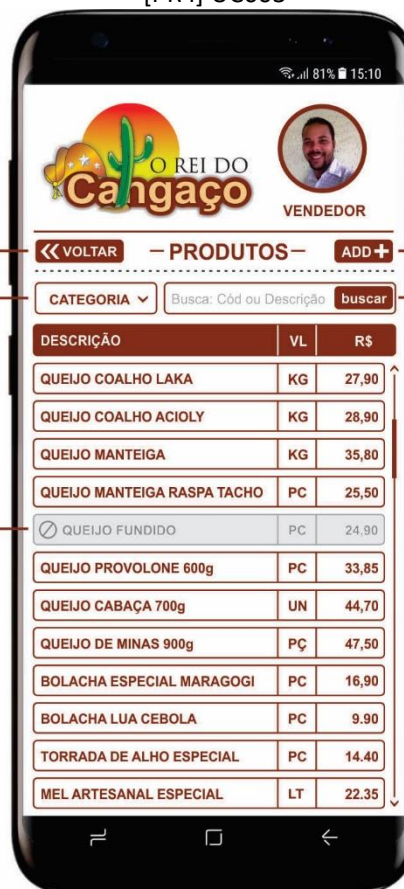 81% 15:10
O REI DO
Cangaço
VENDEDOR
VOLTAR – PRODUTOS – ADD +
CATEGORIA Busca: Cód ou Descrição buscar
DESCRIÇÃO VL R$
QUEIJO COALHO LAKA KG 27,90
QUEIJO COALHO ACIOLY KG 28,90
QUEIJO MANTEIGA KG 35,80
QUEIJO MANTEIGA RASPA TACHO PC 25,50
QUEIJO FUNDIDO PC 24,90
QUEIJO PROVOLONE 600g PC 33,85
QUEIJO CABAÇA 700g UN 44,70
QUEIJO DE MINAS 900g PÇ 47,50
BOLACHA ESPECIAL MARAGOGI PC 16,90
BOLACHA LUA CEBOLA PC 9.90
TORRADA DE ALHO ESPECIAL PC 14.40
MEL ARTESANAL ESPECIAL LT 22.35